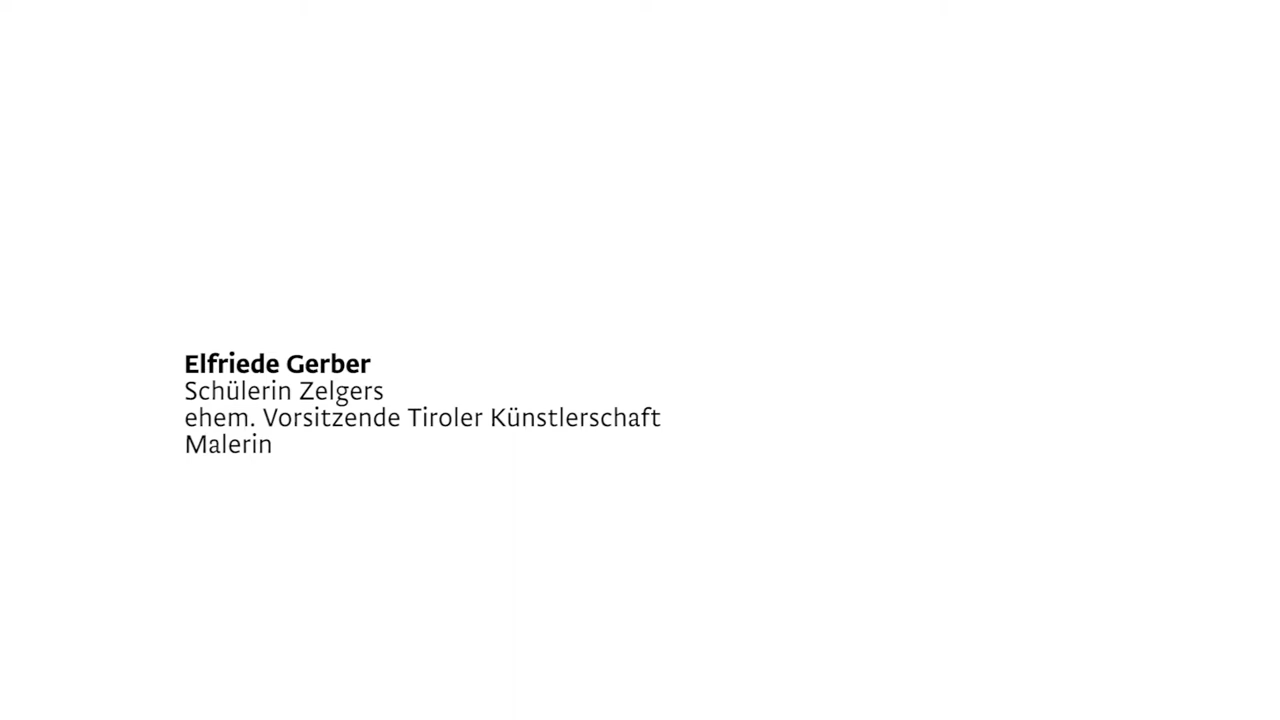 Elfriede Gerber
Schülerin Zelgers
ehem. Vorsitzende Tiroler Künstlerschaft
Malerin